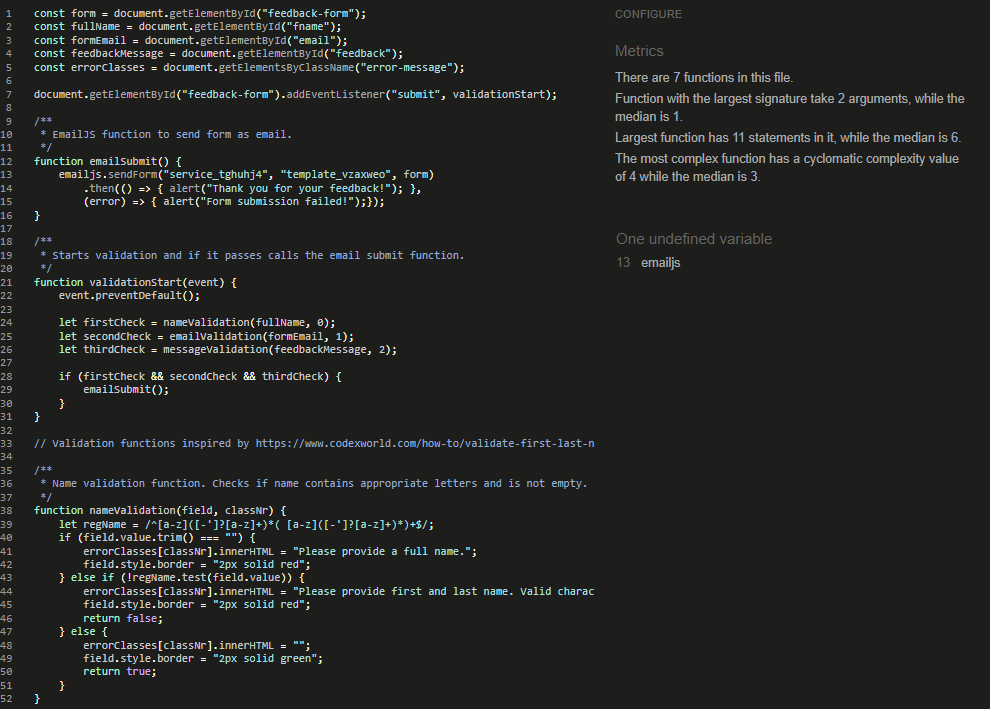 1 const form = document.getElementById("feedback-form");
2 const fullName = document.getElementById("fname");
3 const formEmail = document.getElementById("email");
4 const feedbackMessage = document.getElementById("feedback");
5 const errorClasses = document.getElementsByClassName("error-message");
6
7 document.getElementById("feedback-form").addEventListener("submit", validationStart);
8
9 /**
10 * EmailJS function to send form as email.
11 */
12 function emailSubmit() {
13 emailjs.sendForm("service_tghuhj4", "template_vzaxweo", form)
14 .then(() => { alert("Thank you for your feedback!"); },
15 (error) => { alert("Form submission failed!");});
16 }
17
18 /**
19 * Starts validation and if it passes calls the email submit function.
20 */
21 function validationStart(event) {
22 event.preventDefault();
23
24 let firstCheck = nameValidation(fullName, 0);
25 let secondCheck = emailValidation(formEmail, 1);
26 let thirdCheck = messageValidation(feedbackMessage, 2);
27
28 if (firstCheck && secondCheck && thirdCheck) {
29 emailSubmit();
30 }
31 }
32
33 // Validation functions inspired by https://www.codexworld.com/how-to/validate-first-last-n
34
35 /**
36 * Name validation function. Checks if name contains appropriate letters and is not empty.
37 */
38 function nameValidation(field, classNr) {
39 let regName = /^[a-z]([-']?[a-z]+)*( [a-z]([-']?[a-z]+)*)+$/;
40 if (field.value.trim() === "") {
41 errorClasses[classNr].innerHTML = "Please provide a full name.";
42 field.style.border = "2px solid red";
43 } else if (!regName.test(field.value)) {
44 errorClasses[classNr].innerHTML = "Please provide first and last name. Valid charac
45 field.style.border = "2px solid red";
46 return false;
47 } else {
48 errorClasses[classNr].innerHTML = "";
49 field.style.border = "2px solid green";
50 return true;
51 }
52 }
CONFIGURE
Metrics
There are 7 functions in this file.
Function with the largest signature take 2 arguments, while the
median is 1.
Largest function has 11 statements in it, while the median is 6.
The most complex function has a cyclomatic complexity value
of 4 while the median is 3.
One undefined variable
13 emailjs